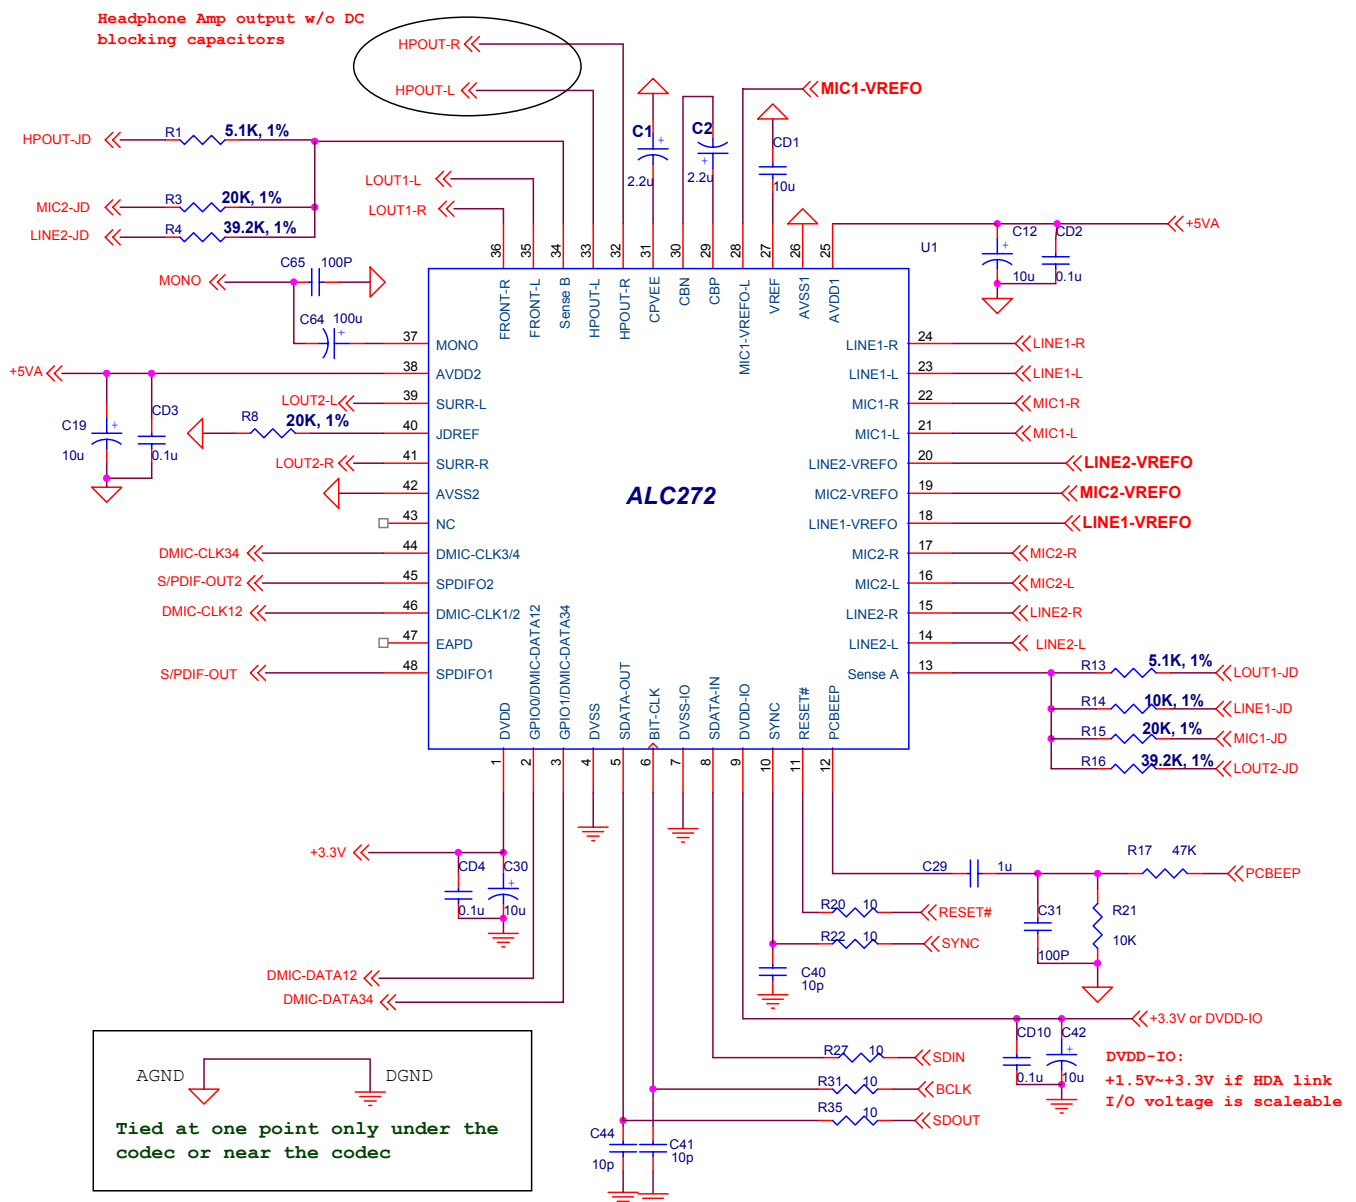 Headphone Amp output w/o DC
blocking capacitors
HPOUT-R
HPOUT-L
MIC1-VREFO
HPOUT-JD
R1
5.1K, 1%
C1
2.2u
C2
2.2u
CD1
10u
LOUT1-L
LOUT1-R
MIC2-JD
R3
20K, 1%
LINE2-JD
R4
39.2K, 1%
+5VA
C12
10u
CD2
0.1u
U1
36
35
34
33
32
31
30
29
28
27
26
25
FRONT-R
FRONT-L
Sense B
HPOUT-L
HPOUT-R
CPVEE
CBN
CBP
MIC1-VREFO-L
VREF
AVSS1
AVDD1
MONO
C65
100P
C64
100u
37
MONO
+5VA
38
AVDD2
C19
10u
CD3
0.1u
LOUT2-L
39
SURR-L
R8
20K, 1%
40
JDREF
LOUT2-R
41
SURR-R
42
AVSS2
43
NC
DMIC-CLK34
44
DMIC-CLK3/4
S/PDIF-OUT2
45
SPDIFO2
DMIC-CLK12
46
DMIC-CLK1/2
47
EAPD
S/PDIF-OUT
48
SPDIFO1
ALC272
LINE1-R
24
LINE1-R
LINE1-L
23
LINE1-L
MIC1-R
22
MIC1-R
MIC1-L
21
MIC1-L
LINE2-VREFO
20
LINE2-VREFO
MIC2-VREFO
19
MIC2-VREFO
LINE1-VREFO
18
LINE1-VREFO
MIC2-R
17
MIC2-R
MIC2-L
16
MIC2-L
LINE2-R
15
LINE2-R
LINE2-L
14
LINE2-L
Sense A
13
R13
5.1K, 1%
LOUT1-JD
R14
10K, 1%
LINE1-JD
R15
20K, 1%
MIC1-JD
R16
39.2K, 1%
LOUT2-JD
DVDD
GPIO0/DMIC-DATA12
GPIO1/DMIC-DATA34
DVSS
SDATA-OUT
BIT-CLK
DVSS-IO
SDATA-IN
DVDD-IO
SYNC
RESET#
PCBEEP
1
2
3
4
5
6
7
8
9
10
11
12
+3.3V
CD4
0.1u
C30
10u
C29
1u
R17
47K
PCBEEP
C31
100P
R21
10K
R20
10
RESET#
R22
10
SYNC
C40
10p
DMIC-DATA12
DMIC-DATA34
+3.3V or DVDD-IO
CD10
0.1u
C42
10u
DVDD-IO:
+1.5V~+3.3V if HDA link
I/O voltage is scaleable
R27
10
SDIN
R31
10
BCLK
R35
10
SDOUT
C44
10p
C41
10p
AGND
DGND
Tied at one point only under the
codec or near the codec